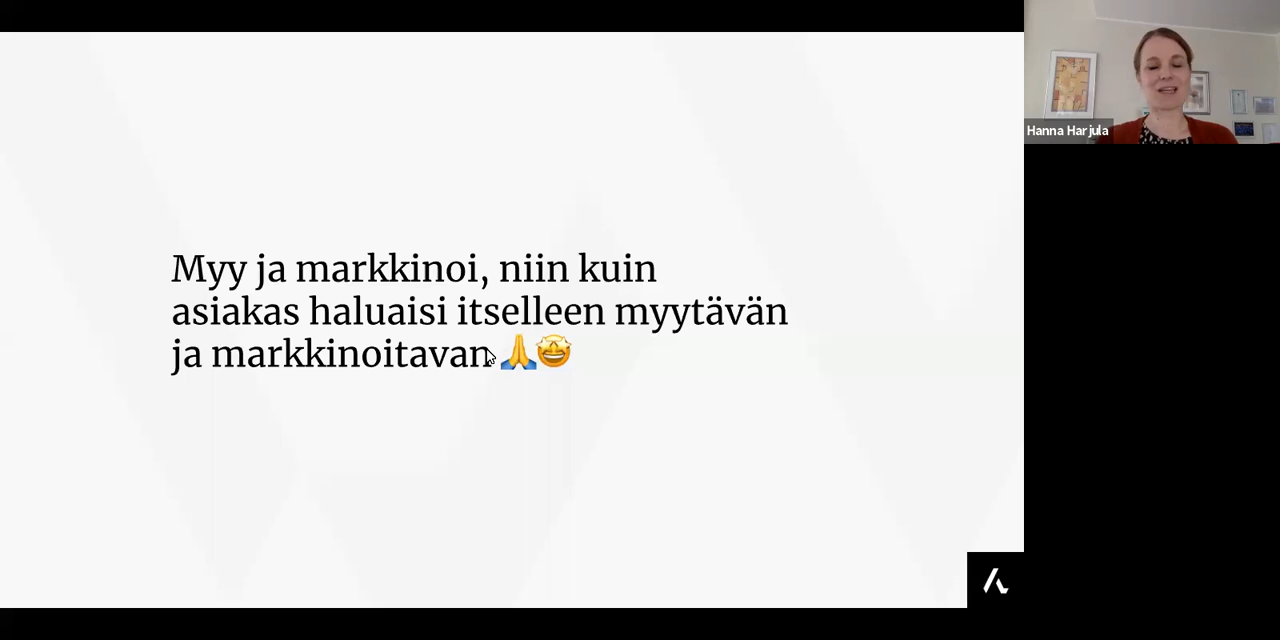 Myy ja markkinoi, niin kuin
asiakas haluaisi itselleen myytävän
ja markkinoitavan 🙏🤩
Hanna Harjula